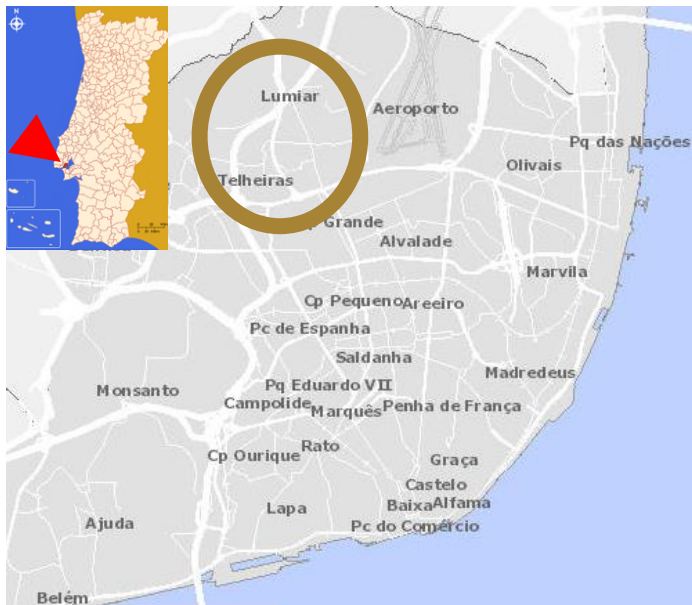 N
Lumiar
Aeroporto
Pq das Nações
Olivais
Telheiras
Grande
Alvalade
Marvila
Cp Pequeno
Areeiro
Pc de Espanha
Saldanha
Madredeus
Monsanto
Pq Eduardo VII
Campolide
Marquês
Penha de França
Rato
Cp Ourique
Graça
Castelo
Lapa
Baixa
Alfama
Ajuda
Pc do Comércio
Belém